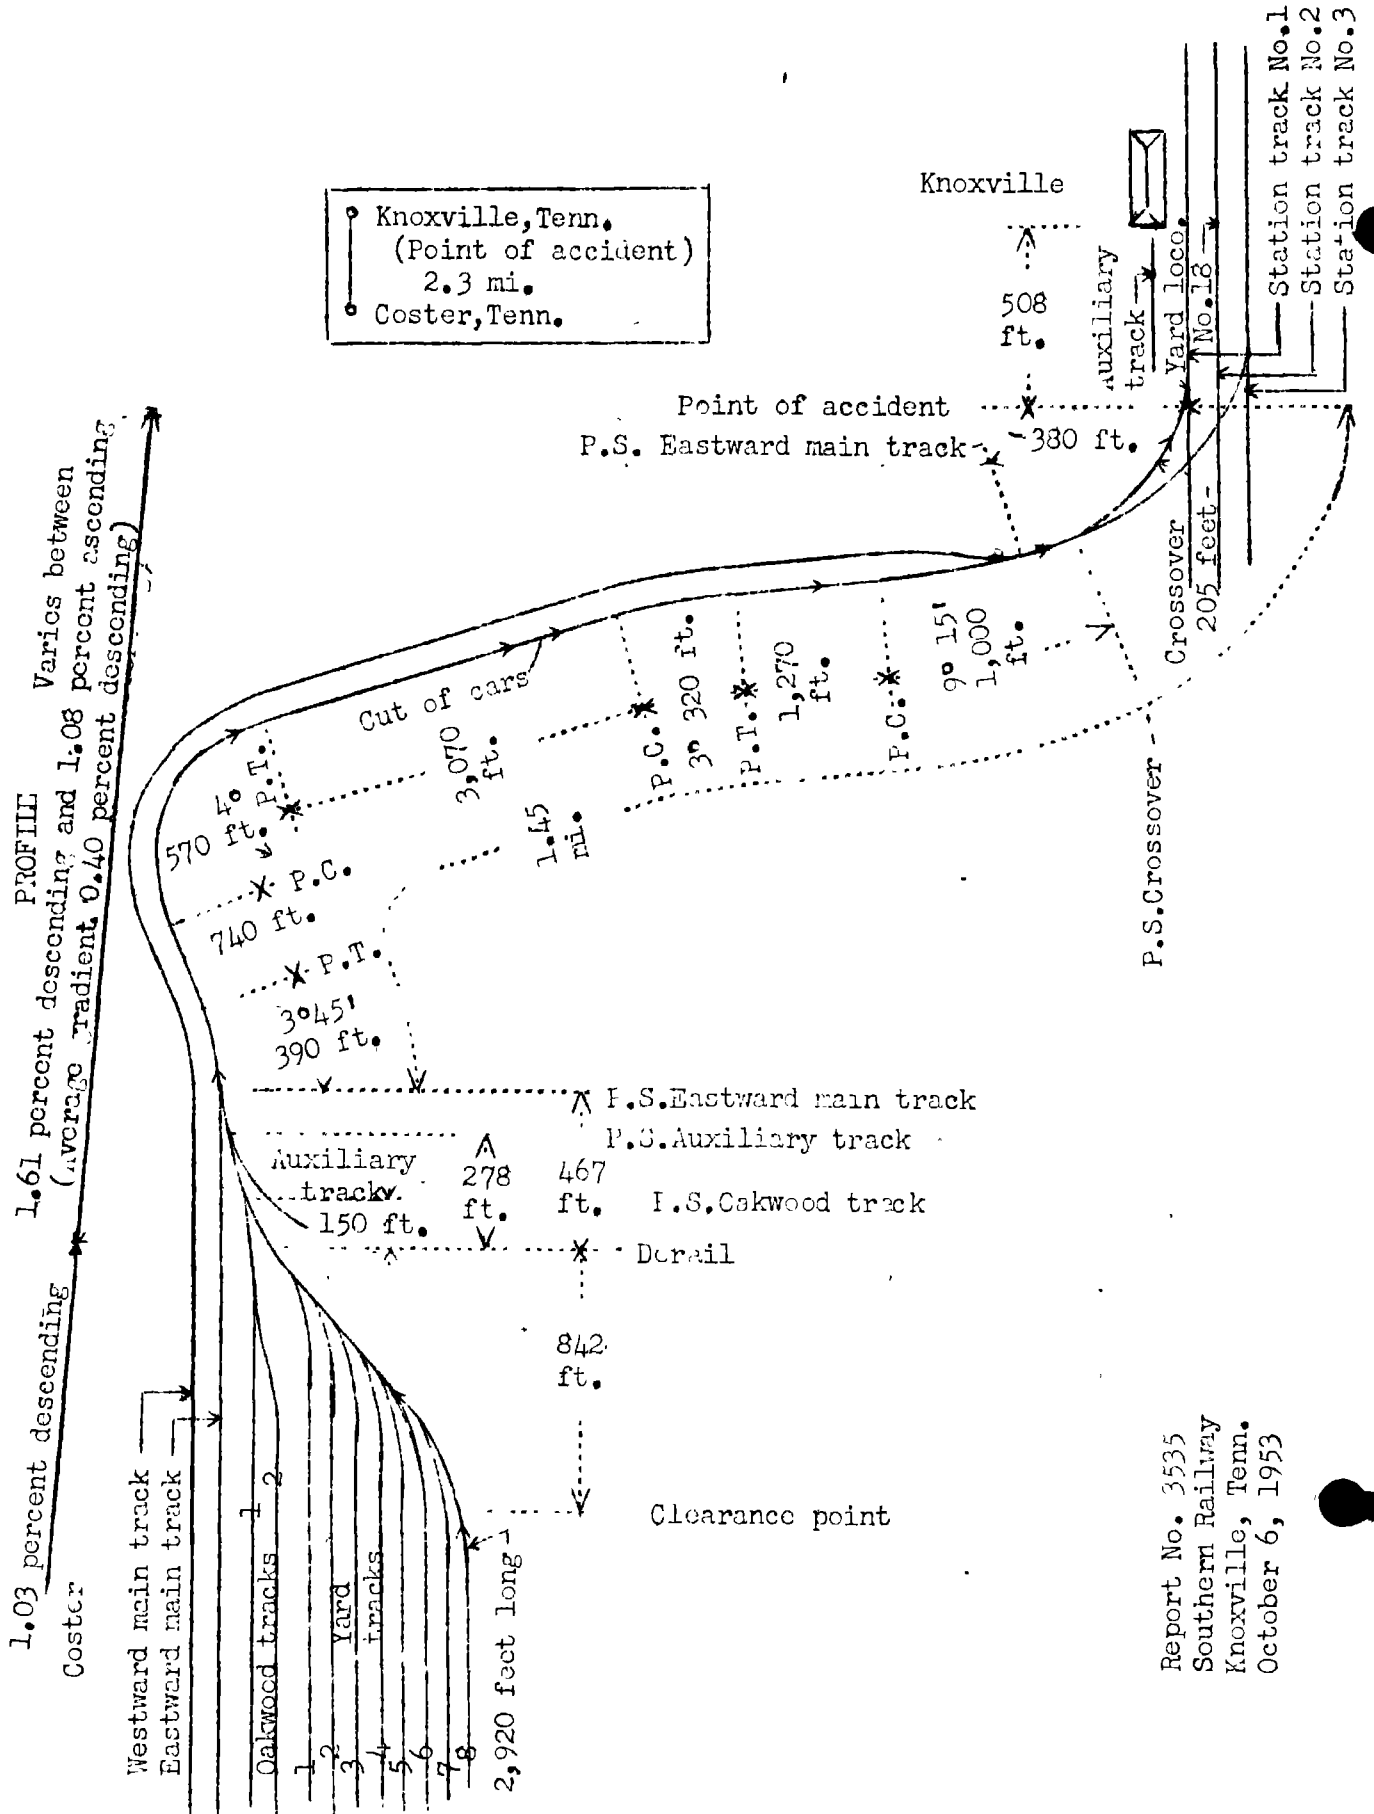 PROFILE
1.03 percent descending
1.61 percent descending and 1.08 percent ascending
Varies between
(Average gradient 0.40 percent descending)
Coster
Knoxville, Tenn.
(Point of accident)
2.3 mi.
Coster, Tenn.
Knoxville
508
ft.
Auxiliary
track
Yard loco.
No.18
Station track No.1
Station track No.2
Station track No.3
Point of accident
P.S. Eastward main track
380 ft.
Crossover
205 feet
Cut of cars
4°
570 ft.
P.T.
3,070
ft.
P.C.
3° 320 ft.
P.T.
1,270
ft.
P.C.
9° 15'
1,000
ft.
P.C.
740 ft.
P.T.
3°45'
390 ft.
1.45
mi.
P.S.Crossover
P.S.Eastward main track
P.S.Auxiliary track
Auxiliary
track
150 ft.
278
ft.
467
ft.
P.S.Oakwood track
Derail
842
ft.
Clearance point
Westward main track
Eastward main track
Oakwood tracks
1
2
Yard
tracks
1
2
3
4
5
6
7
8
2,920 feet long
Report No. 3535
Southern Railway
Knoxville, Tenn.
October 6, 1953